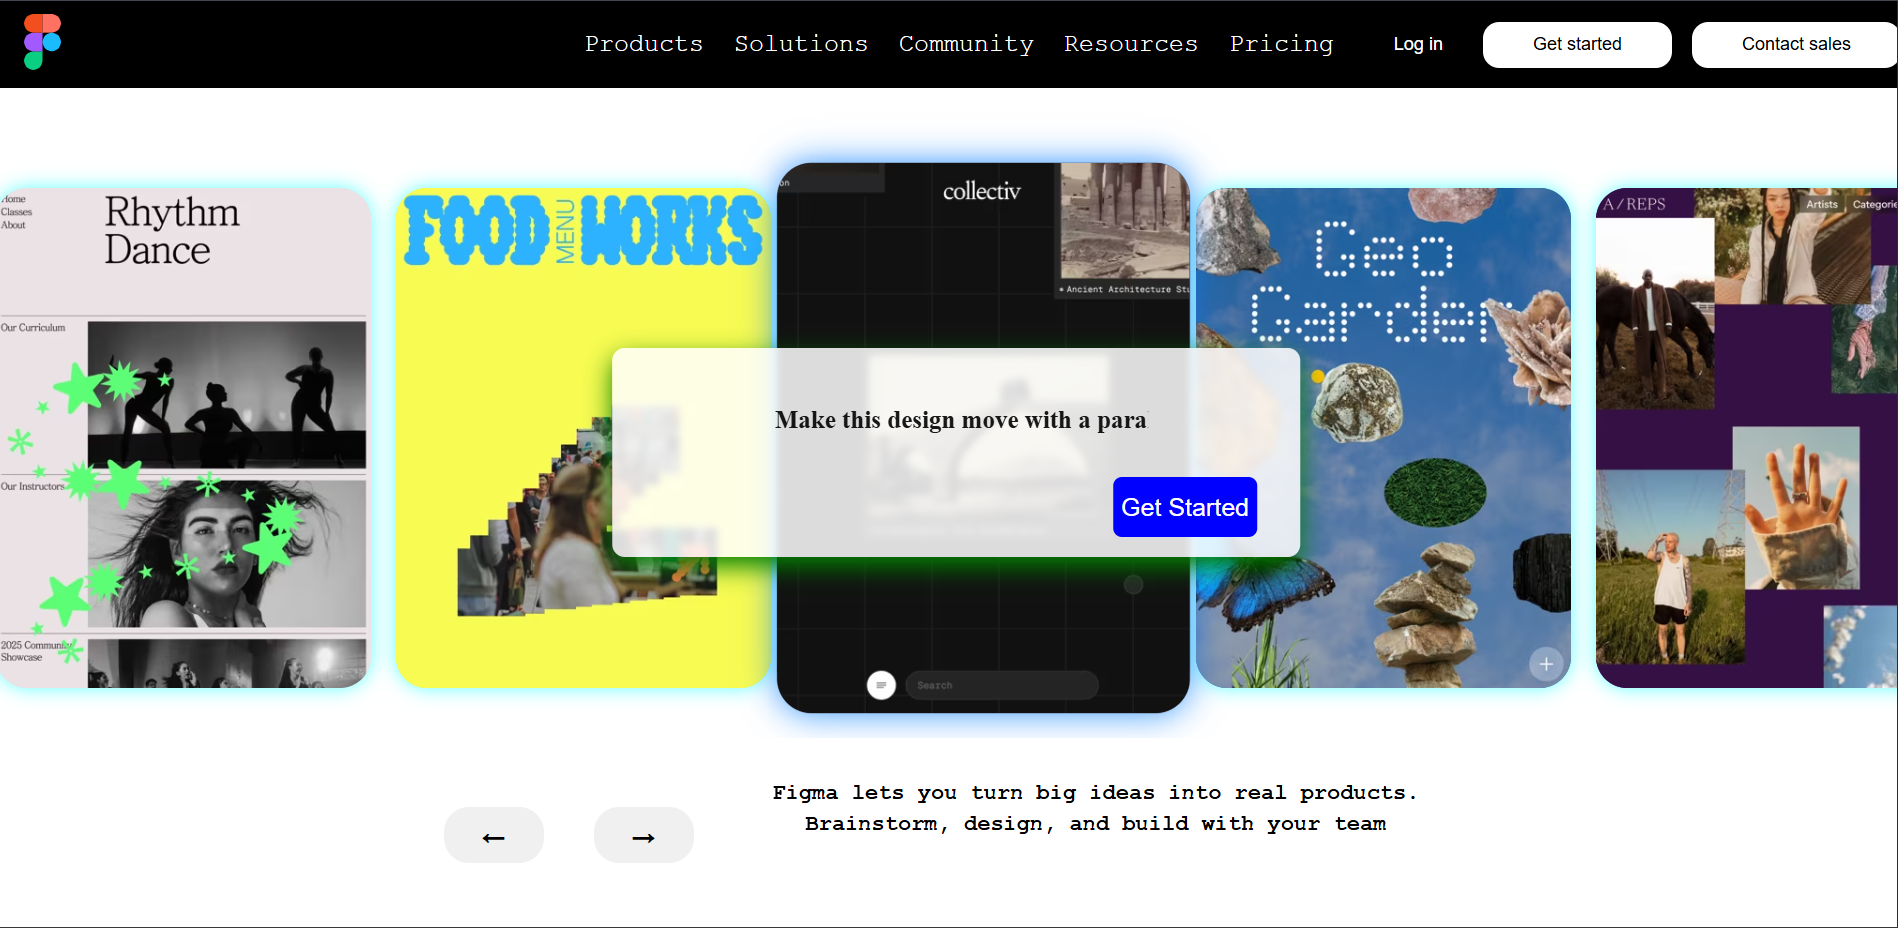 Products Solutions Community Resources Pricing Log in Get started Contact sales
Home
Classes
About
Rhythm
Dance
Our Curriculum
Our Instructors
2025 Community
Showcase
FOOD MENU WORKS
collectiv
Ancient Architecture Stu
Search
Geo
Garden
A/REPS Artists Categorie
Make this design move with a para
Get Started
← →
Figma lets you turn big ideas into real products.
Brainstorm, design, and build with your team